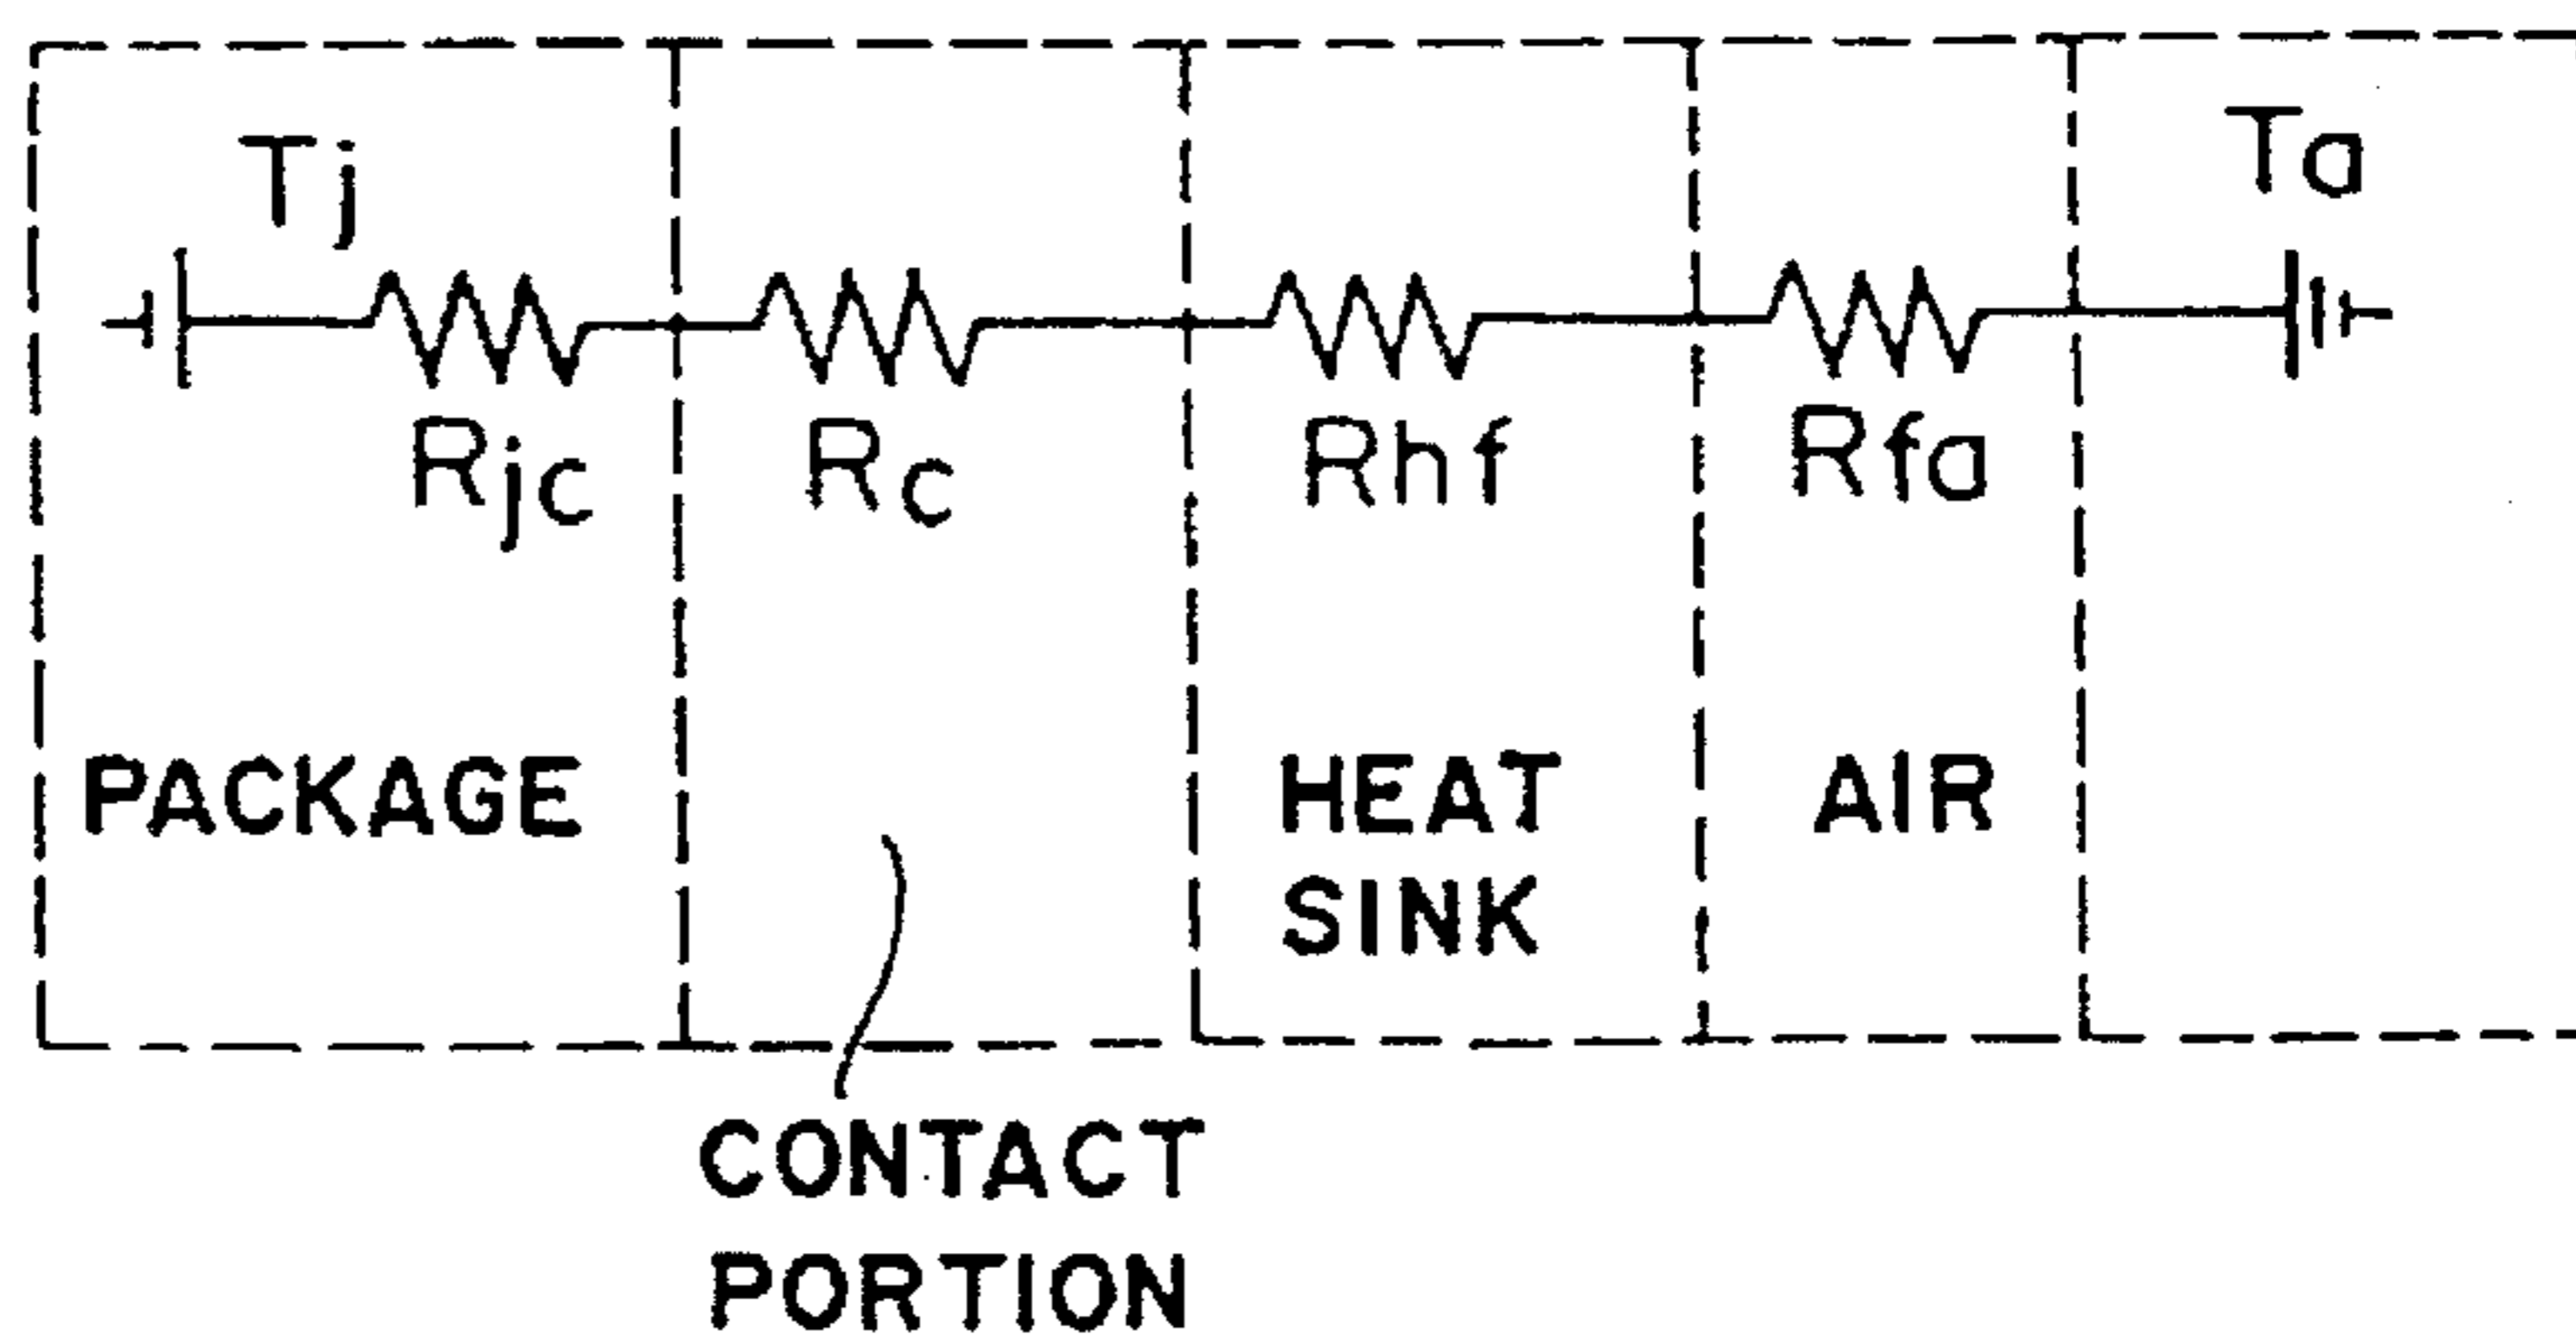 Tj
Ta
Rjc
Rc
Rhf
Rfa
PACKAGE
HEAT
SINK
AIR
CONTACT
PORTION